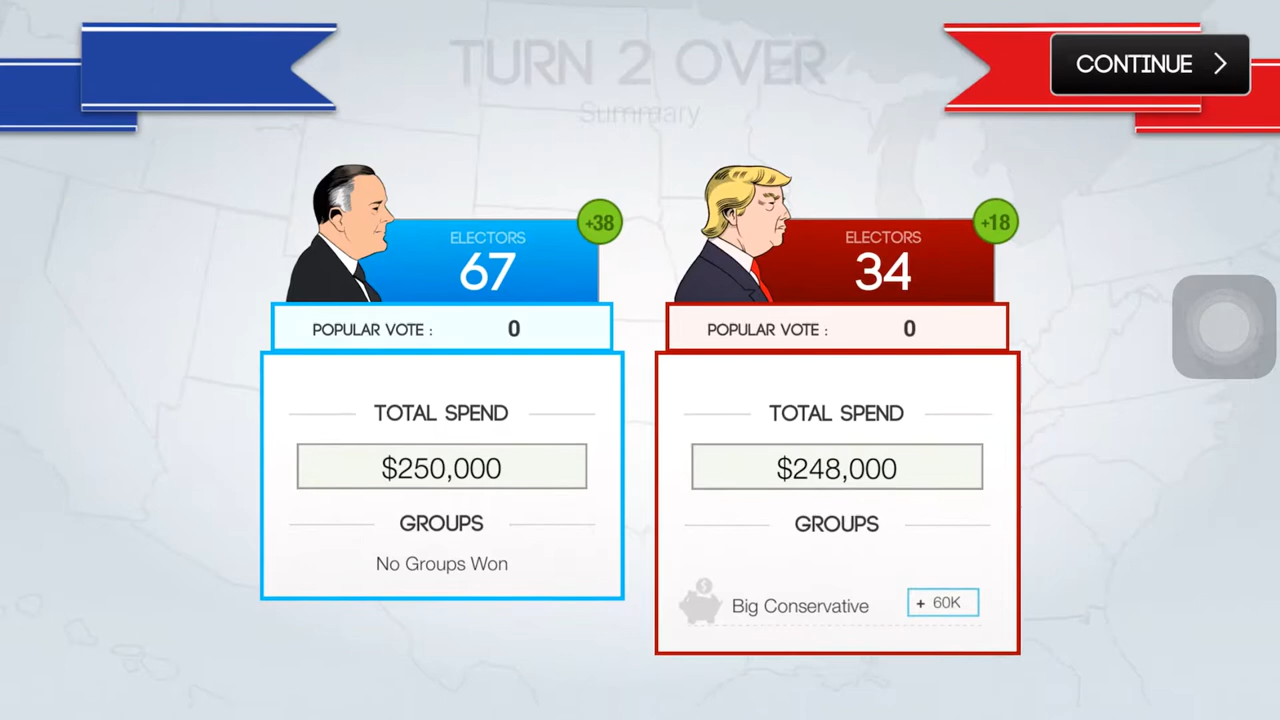 TURN 2 OVER
Summary
CONTINUE
+38
ELECTORS
67
POPULAR VOTE : 0
TOTAL SPEND
$250,000
GROUPS
No Groups Won
+18
ELECTORS
34
POPULAR VOTE : 0
TOTAL SPEND
$248,000
GROUPS
Big Conservative + 60K